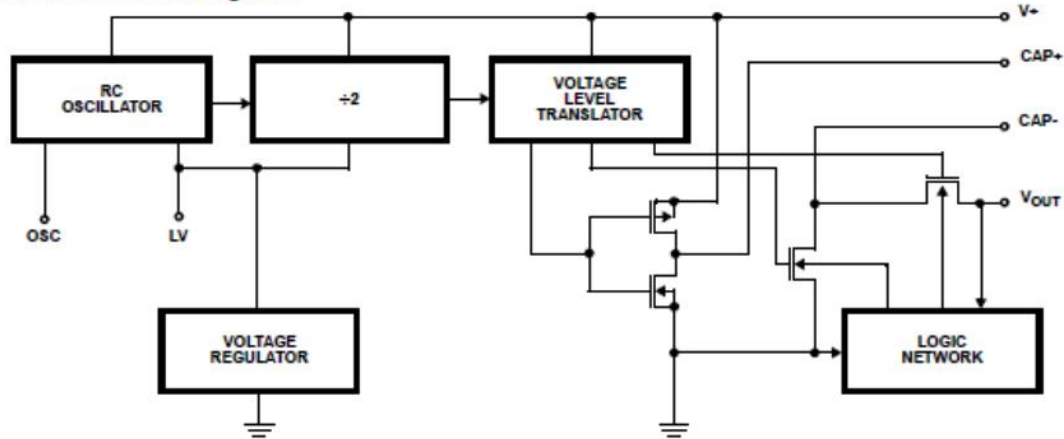 V+
CAP+
RC
OSCILLATOR
÷2
VOLTAGE
LEVEL
TRANSLATOR
CAP-
VOUT
OSC
LV
VOLTAGE
REGULATOR
LOGIC
NETWORK